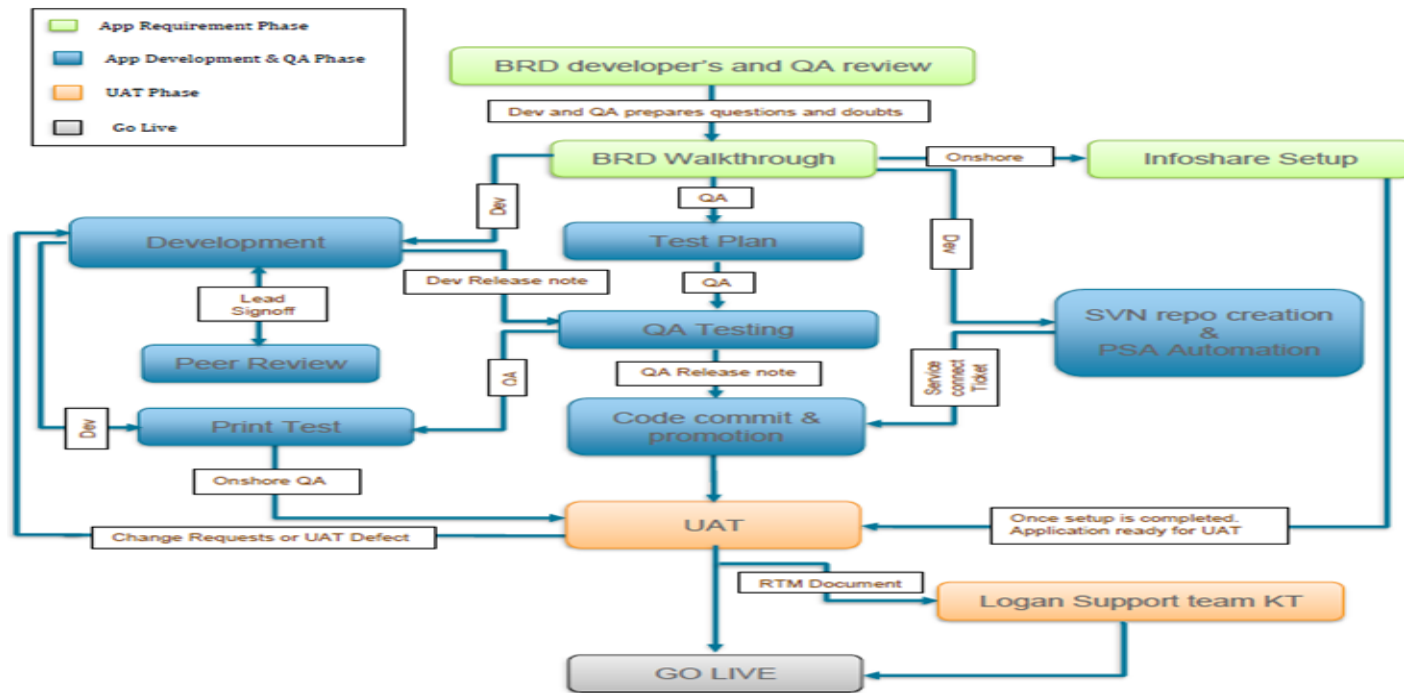 App Requirement Phase
App Development & QA Phase
UAT Phase
Go Live
BRD developer's and QA review
Dev and QA prepares questions and doubts
BRD Walkthrough
Onshore
Infoshare Setup
Dev
QA
Dev
Development
Test Plan
Dev Release note
QA
Lead
Signoff
QA Testing
SVN repo creation
&
PSA Automation
Peer Review
QA
QA Release note
Service
connect
Ticket
Dev
Print Test
Code commit &
promotion
Onshore QA
UAT
Once setup is completed.
Application ready for UAT
Change Requests or UAT Defect
RTM Document
Logan Support team KT
GO LIVE